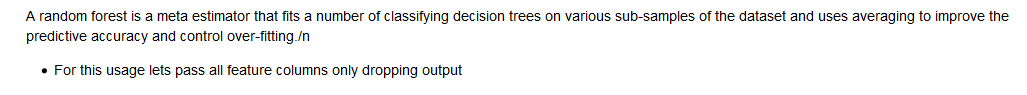 A random forest is a meta estimator that fits a number of classifying decision trees on various sub-samples of the dataset and uses averaging to improve the
predictive accuracy and control over-fitting./n
• For this usage lets pass all feature columns only dropping output